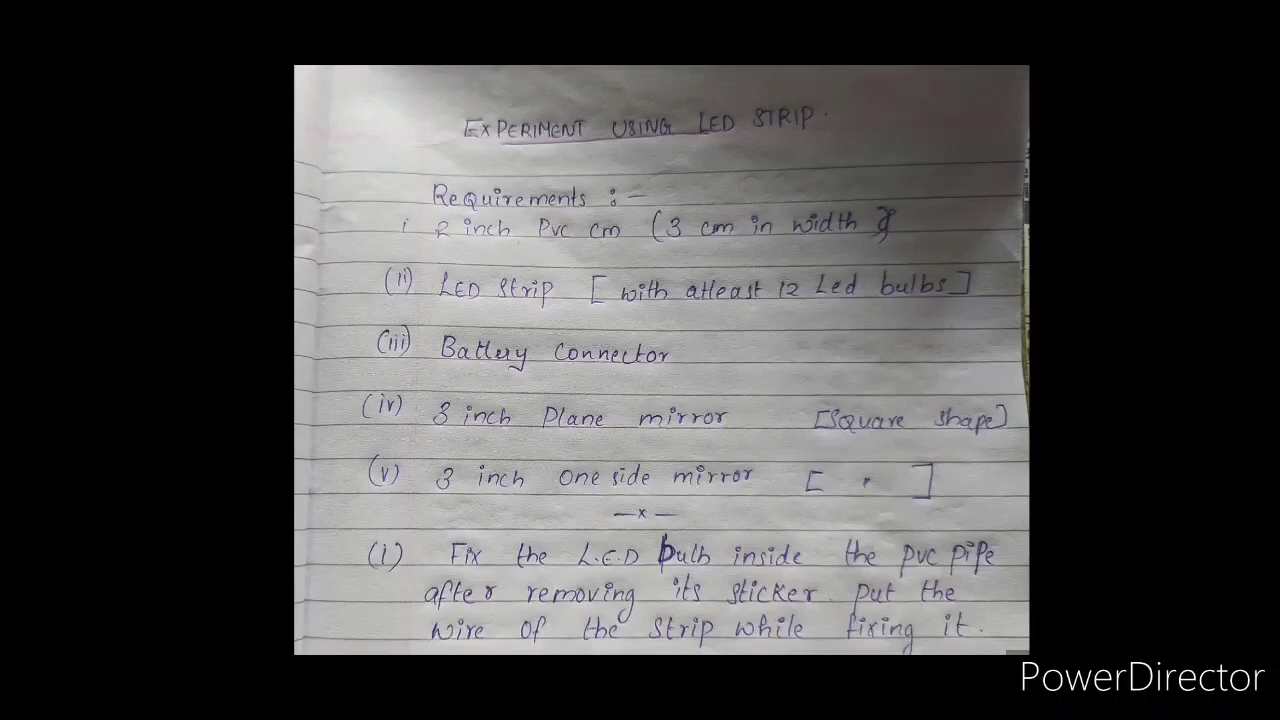 EXPERIMENT USING LED STRIP.
Requirements :-
i 2 inch Pvc cm (3 cm in width )
(ii) LED Strip [ with atleast 12 Led bulbs ]
(iii) Battery Connector
(iv) 3 inch Plane mirror [Square shape]
(v) 3 inch One side mirror [ " ]
—x—
(i) Fix the L.E.D bulb inside the pvc pipe
after removing its sticker. Put the
wire of the Strip while fixing it.
PowerDirector